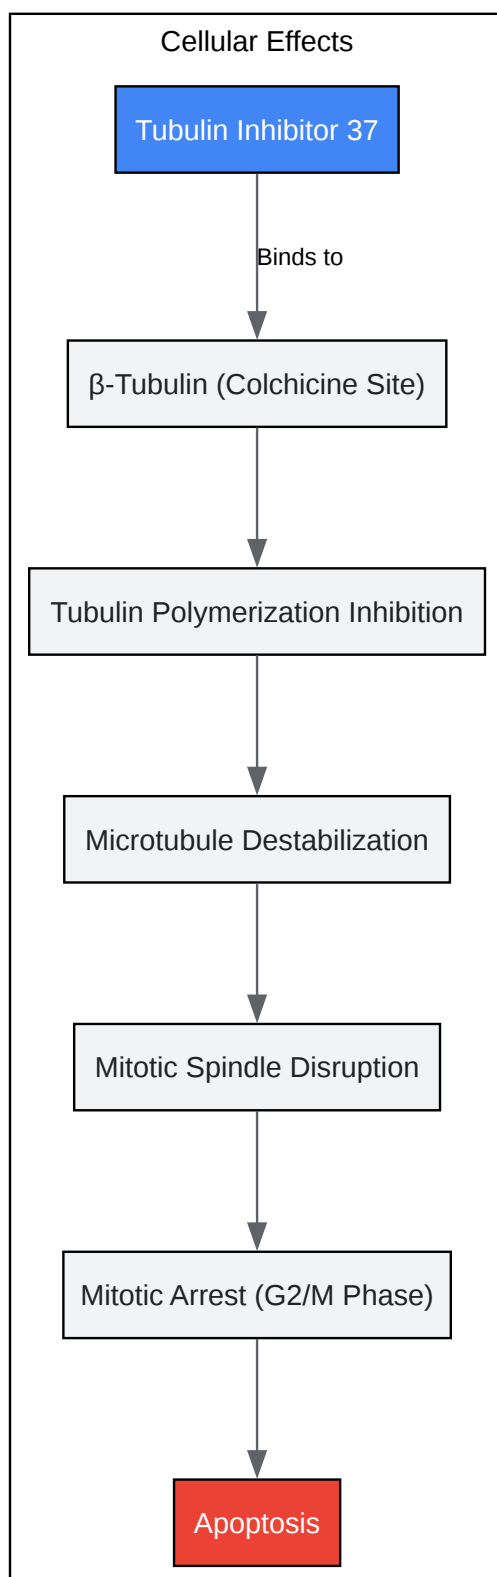 Cellular Effects
Tubulin Inhibitor 37
Binds to
β-Tubulin (Colchicine Site)
Tubulin Polymerization Inhibition
Microtubule Destabilization
Mitotic Spindle Disruption
Mitotic Arrest (G2/M Phase)
Apoptosis